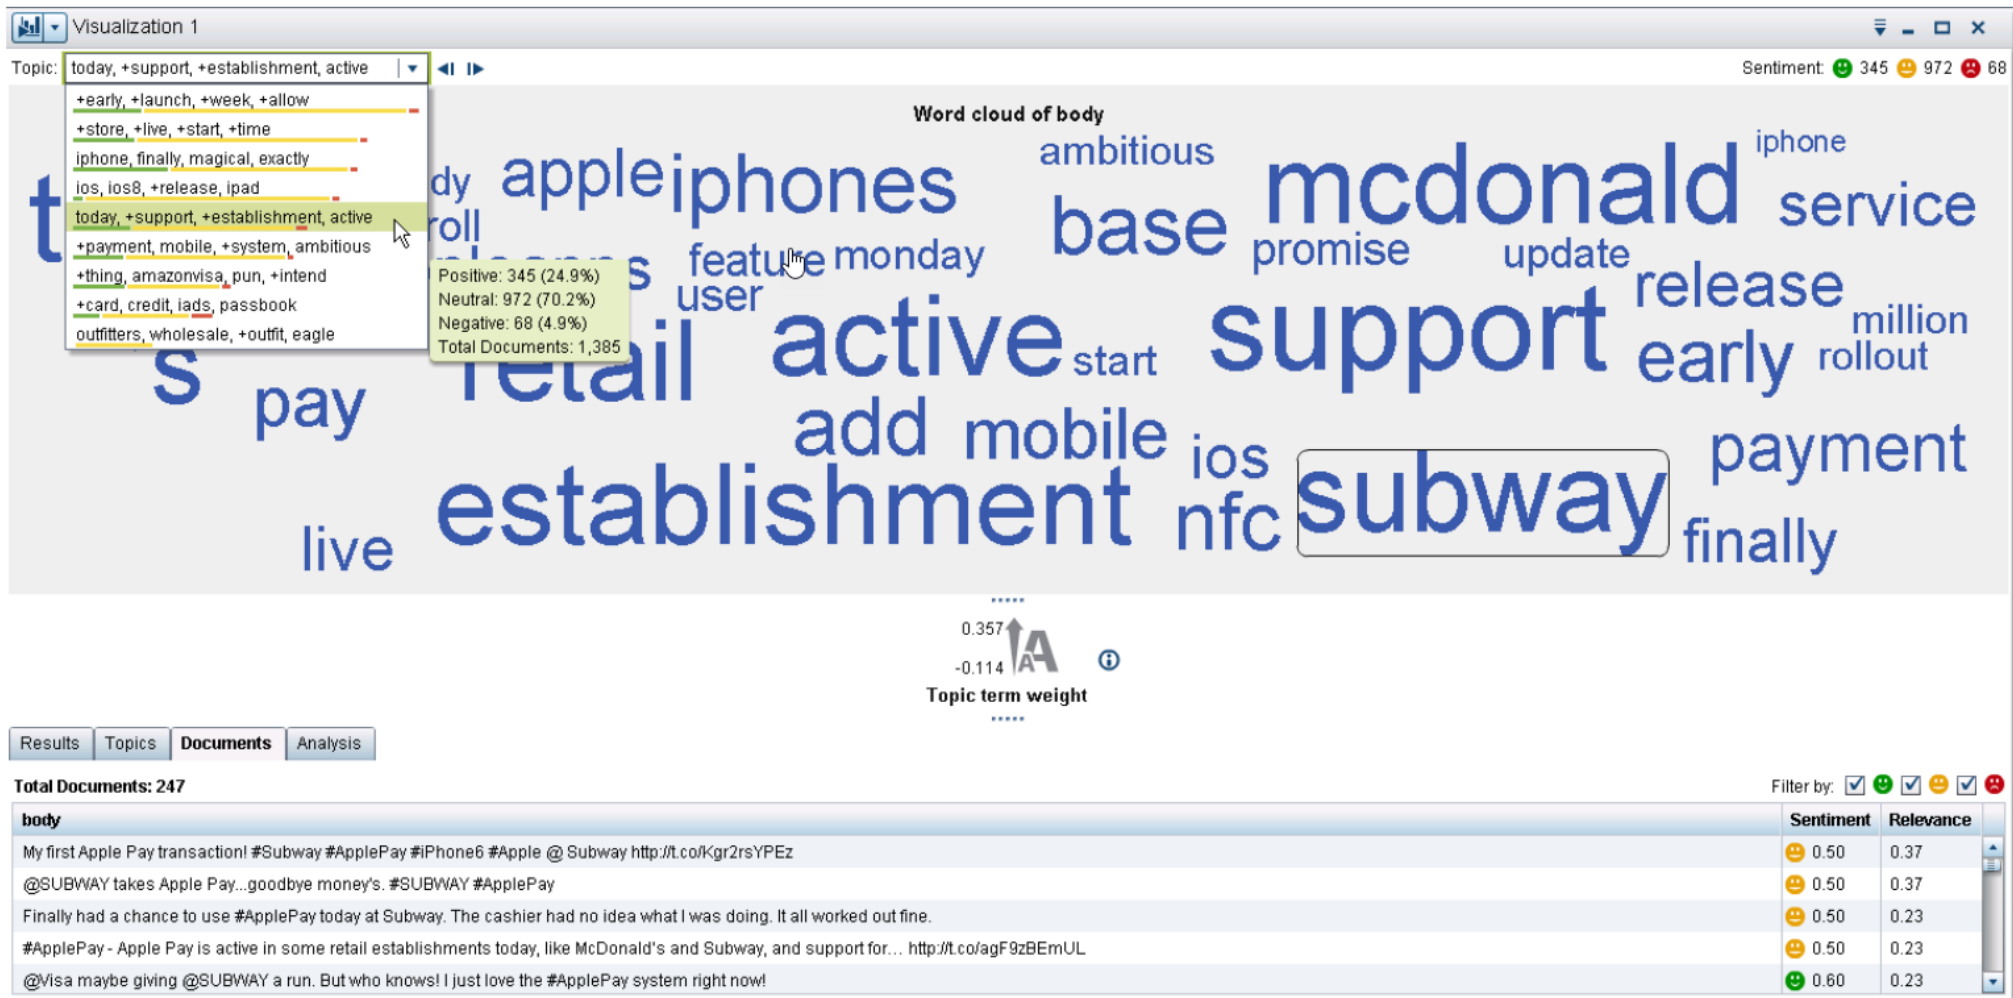 Visualization 1
Topic: today, +support, +establishment, active
Sentiment: 345 972 68
+early, +launch, +week, +allow
+store, +live, +start, +time
iphone, finally, magical, exactly
ios, ios8, +release, ipad
today, +support, +establishment, active
+payment, mobile, +system, ambitious
+thing, amazonvisa, pun, +intend
+card, credit, iads, passbook
outfitters, wholesale, +outfit, eagle
Positive: 345 (24.9%)
Neutral: 972 (70.2%)
Negative: 68 (4.9%)
Total Documents: 1,385
Word cloud of body
ambitious
iphone
apple
iphones
mcdonald
service
base
promise
update
feature
monday
user
release
active
support
million
retail
start
early
rollout
pay
add
mobile
ios
payment
establishment
nfc
subway
live
finally
0.357
-0.114
Topic term weight
Results Topics Documents Analysis
Total Documents: 247
Filter by:
body Sentiment Relevance
My first Apple Pay transaction! #Subway #ApplePay #iPhone6 #Apple @ Subway http://t.co/Kgr2rsYPEz 0.50 0.37
@SUBWAY takes Apple Pay...goodbye money's. #SUBWAY #ApplePay 0.50 0.37
Finally had a chance to use #ApplePay today at Subway. The cashier had no idea what I was doing. It all worked out fine. 0.50 0.23
#ApplePay - Apple Pay is active in some retail establishments today, like McDonald's and Subway, and support for... http://t.co/agF9zBEmUL 0.50 0.23
@Visa maybe giving @SUBWAY a run. But who knows! I just love the #ApplePay system right now! 0.60 0.23